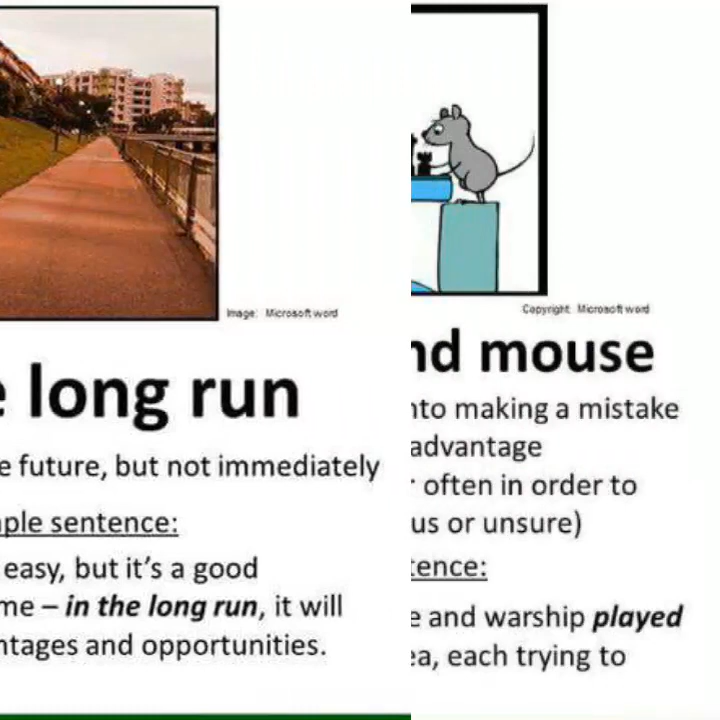 Image: Microsoft word
e long run
e future, but not immediately
ple sentence:
easy, but it's a good
me – in the long run, it will
ntages and opportunities.
Copyright: Microsoft word
nd mouse
nto making a mistake
advantage
often in order to
us or unsure)
tence:
e and warship played
ea, each trying to